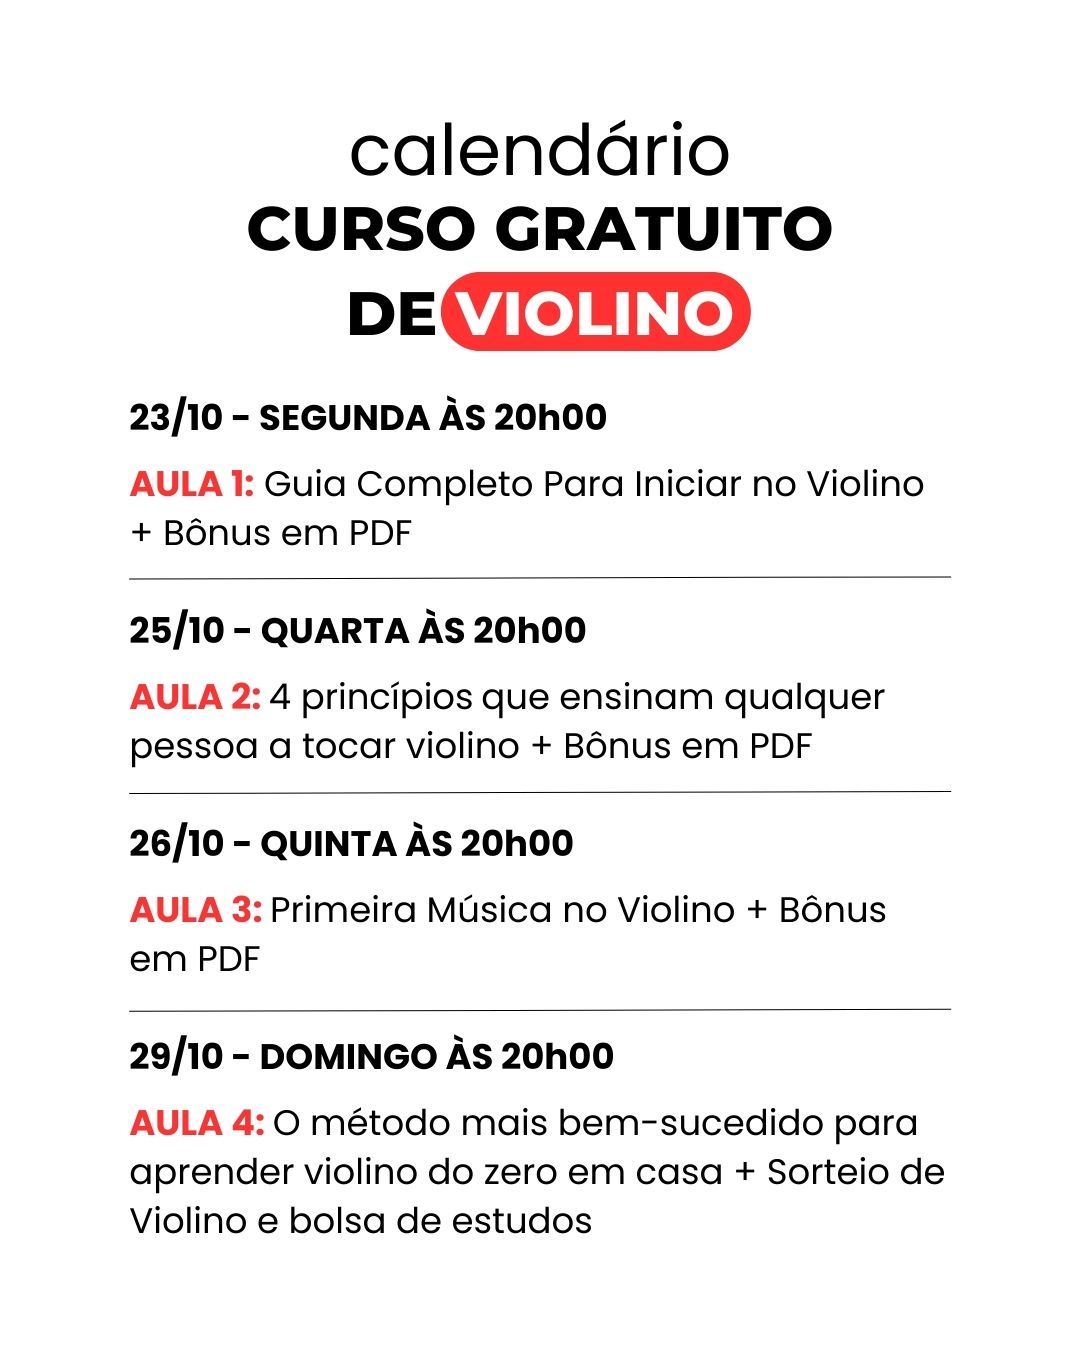 calendário
CURSO GRATUITO
DE VIOLINO
23/10 - SEGUNDA ÀS 20h00
AULA 1: Guia Completo Para Iniciar no Violino
+ Bônus em PDF
25/10 - QUARTA ÀS 20h00
AULA 2: 4 princípios que ensinam qualquer
pessoa a tocar violino + Bônus em PDF
26/10 - QUINTA ÀS 20h00
AULA 3: Primeira Música no Violino + Bônus
em PDF
29/10 - DOMINGO ÀS 20h00
AULA 4: O método mais bem-sucedido para
aprender violino do zero em casa + Sorteio de
Violino e bolsa de estudos